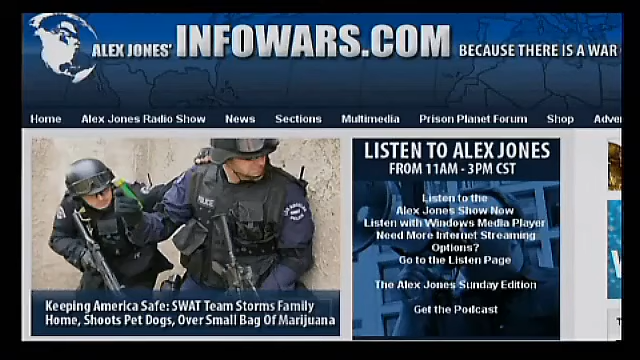 ALEX JONES' INFOWARS.COM BECAUSE THERE IS A WAR
Home Alex Jones Radio Show News Sections Multimedia Prison Planet Forum Shop
LISTEN TO ALEX JONES
FROM 11AM - 3PM CST
POLICE
Listen to the
Alex Jones Show Now
Listen with Windows Media Player
Need More Internet Streaming
Options?
Go to the Listen Page
The Alex Jones Sunday Edition
Get the Podcast
Keeping America Safe: SWAT Team Storms Family
Home, Shoots Pet Dogs, Over Small Bag Of Marijuana